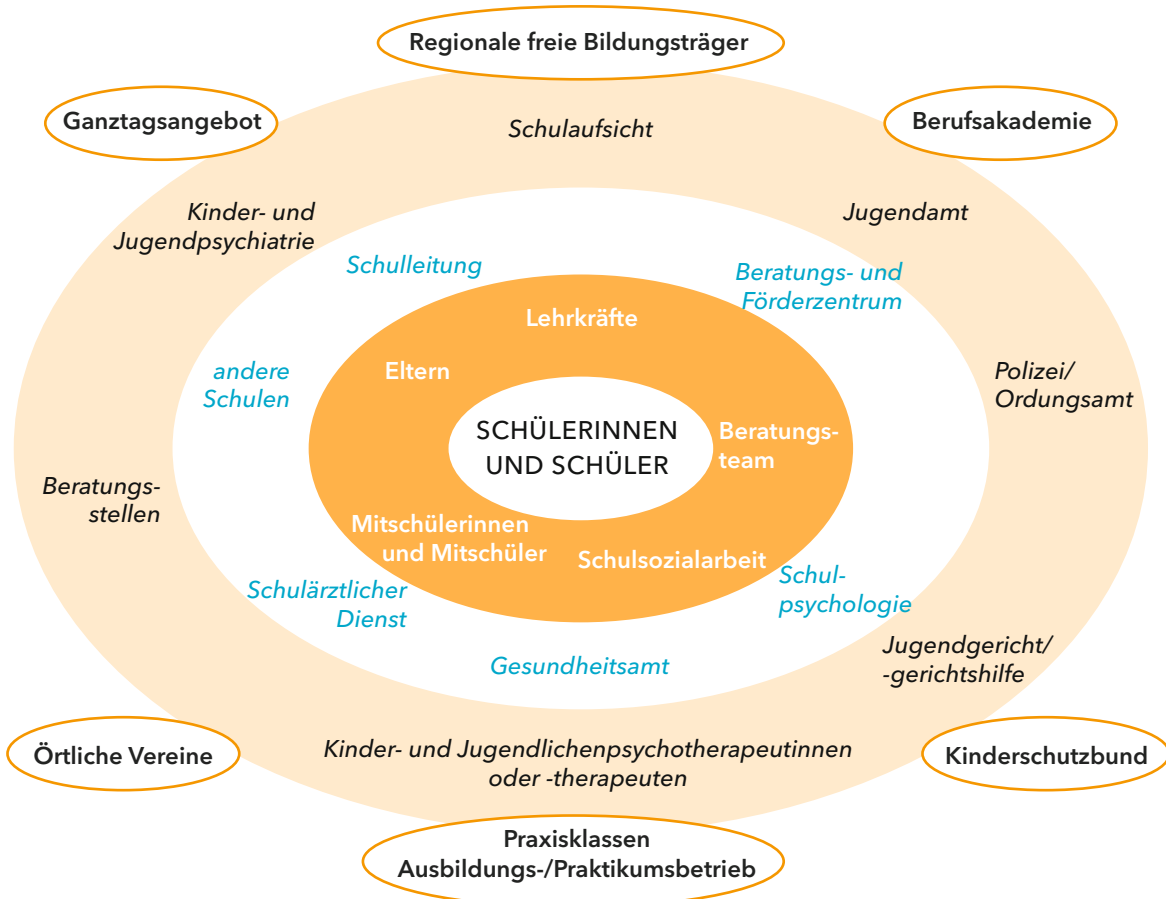 Regionale freie Bildungsträger
Ganztagsangebot
Berufsakademie
Schulaufsicht
Kinder- und
Jugendpsychiatrie
Jugendamt
Schulleitung
Beratungs- und
Förderzentrum
Lehrkräfte
andere
Schulen
Eltern
Polizei/
Ordungsamt
SCHÜLERINNEN
UND SCHÜLER
Beratungs-
team
Beratungs-
stellen
Mitschülerinnen
und Mitschüler
Schulsozialarbeit
Schulärztlicher
Dienst
Schul-
psychologie
Gesundheitsamt
Jugendgericht/
-gerichtshilfe
Örtliche Vereine
Kinder- und Jugendlichenpsychotherapeutinnen
oder -therapeuten
Kinderschutzbund
Praxisklassen
Ausbildungs-/Praktikumsbetrieb